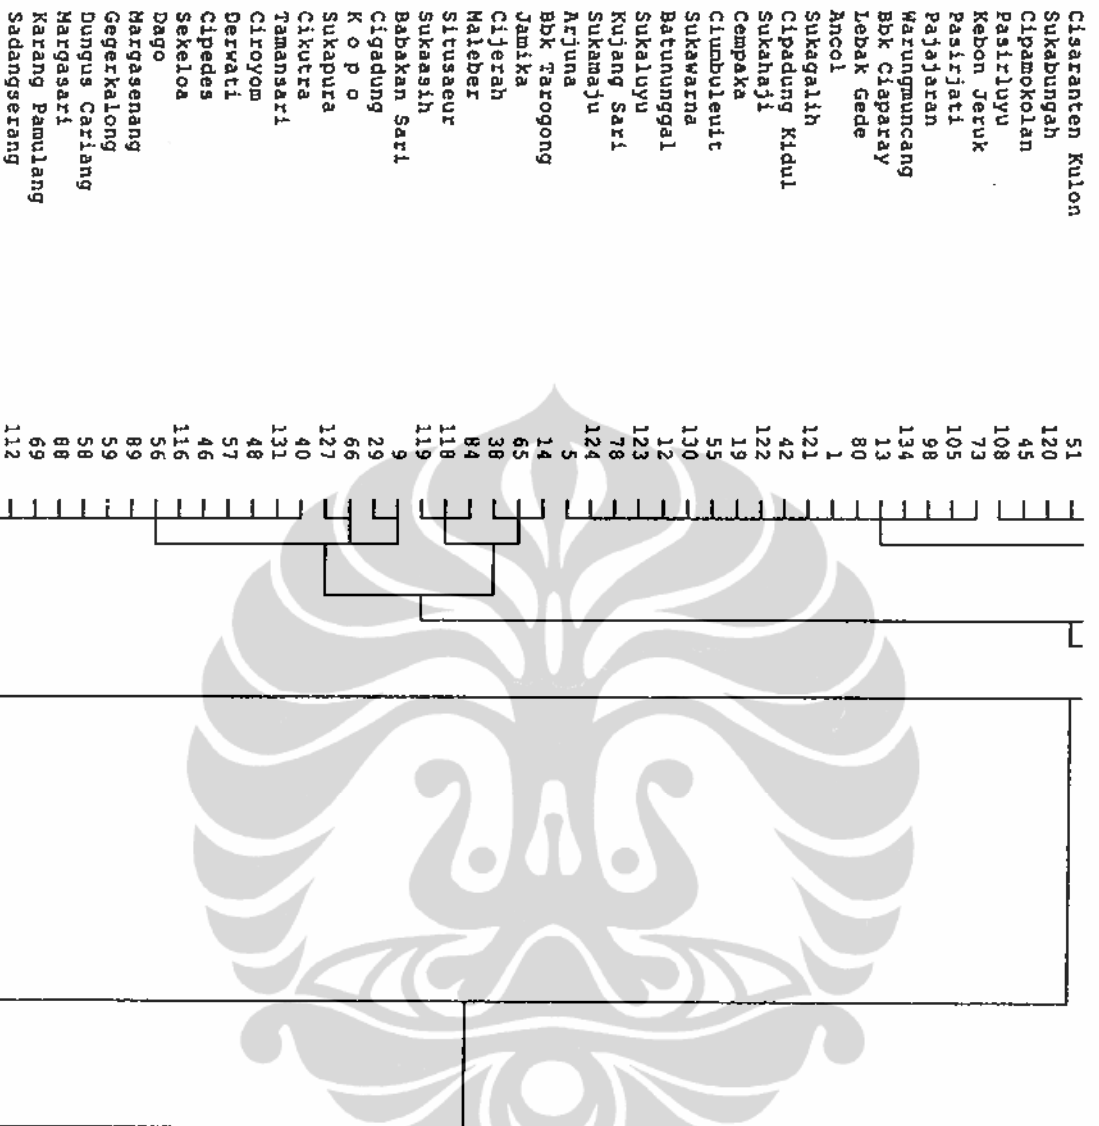 Cisaranten Kulon 51
Sukabungah 120
Cipamokolan 45
Pasirluyu 108
Kebon Jeruk 73
Pasirjati 105
Pajajaran 98
Warungmuncang 134
Bbk Ciaparay 13
Lebak Gede 80
Ancol 1
Sukagalih 121
Cipadung Kidul 42
Sukahaji 122
Cempaka 19
Ciumbuleuit 55
Sukawarna 130
Batununggal 12
Sukaluyu 123
Kujang Sari 78
Sukamaju 124
Arjuna 5
Bbk Tarogong 14
Jamika 65
Cijerah 38
Maleber 84
Situsaeur 118
Sukaasih 119
Babakan Sari 9
Cigadung 29
K o p o 66
Sukapura 127
Cikutra 40
Tamansari 131
Ciroyom 48
Derwati 57
Cipedes 46
Sekeloa 116
Dago 56
Margasenang 89
Gegerkalong 59
Dungus Cariang 58
Margasari 88
Karang Pamulang 69
Sadangserang 112